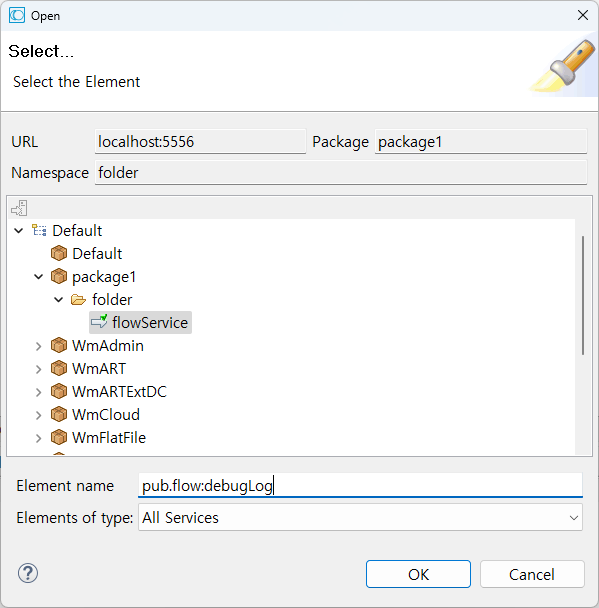 Open
Select...
Select the Element
URL localhost:5556 Package package1
Namespace folder
Default
Default
package1
folder
flowService
WmAdmin
WmART
WmARTExtDC
WmCloud
WmFlatFile
Element name pub.flow:debugLog
Elements of type: All Services
OK Cancel